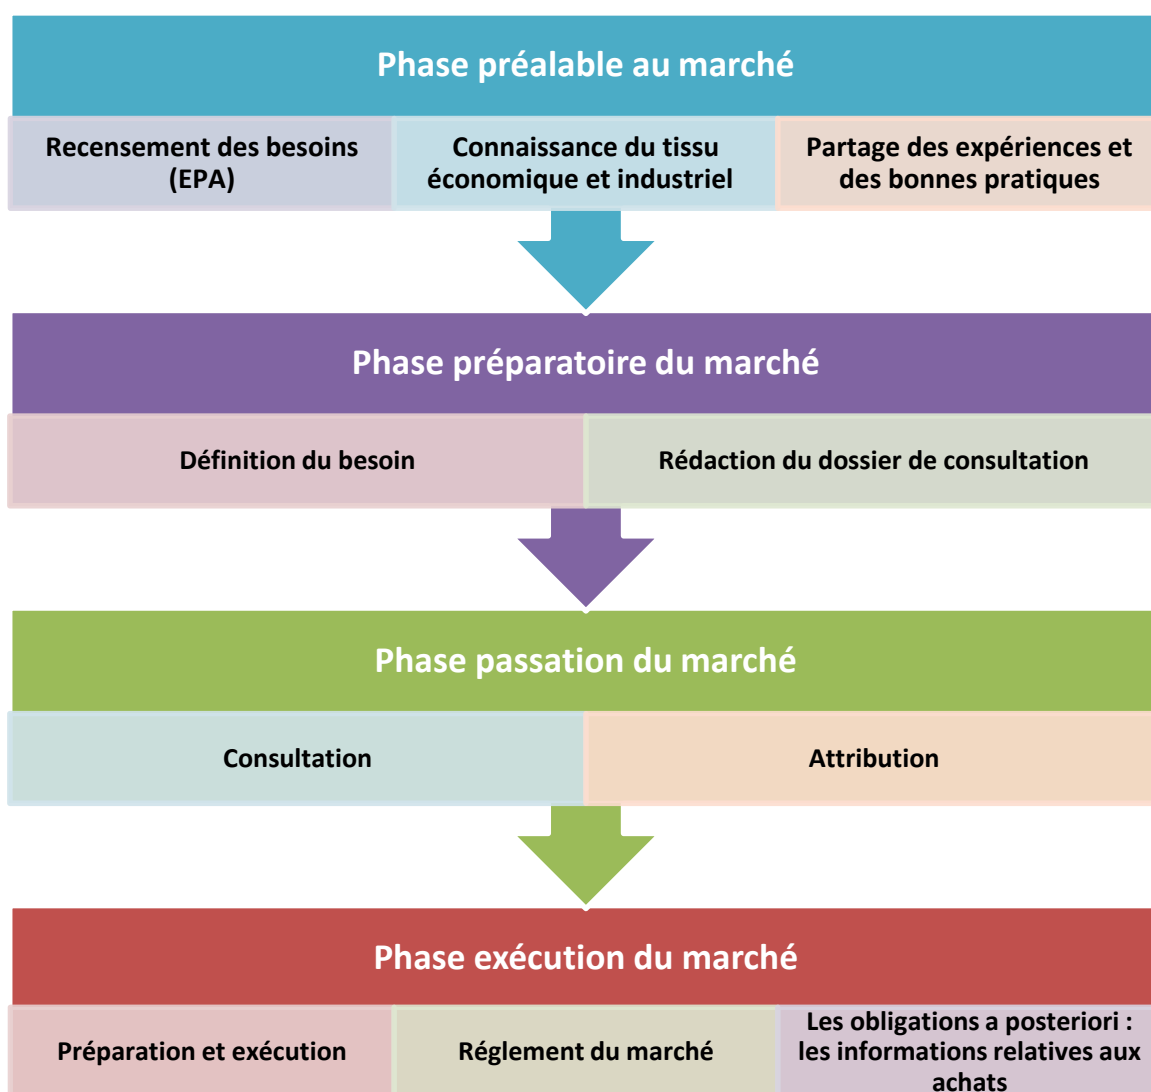 Phase préalable au marché
Recensement des besoins
(EPA)
Connaissance du tissu
économique et industriel
Partage des expériences et
des bonnes pratiques
Phase préparatoire du marché
Définition du besoin
Rédaction du dossier de consultation
Phase passation du marché
Consultation
Attribution
Phase exécution du marché
Préparation et exécution
Réglement du marché
Les obligations a posteriori :
les informations relatives aux
achats